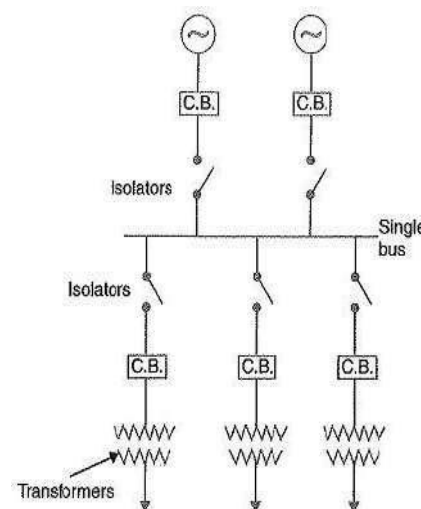 C.B.
C.B.
Isolators
Single
bus
Isolators
C.B.
C.B.
C.B.
Transformers